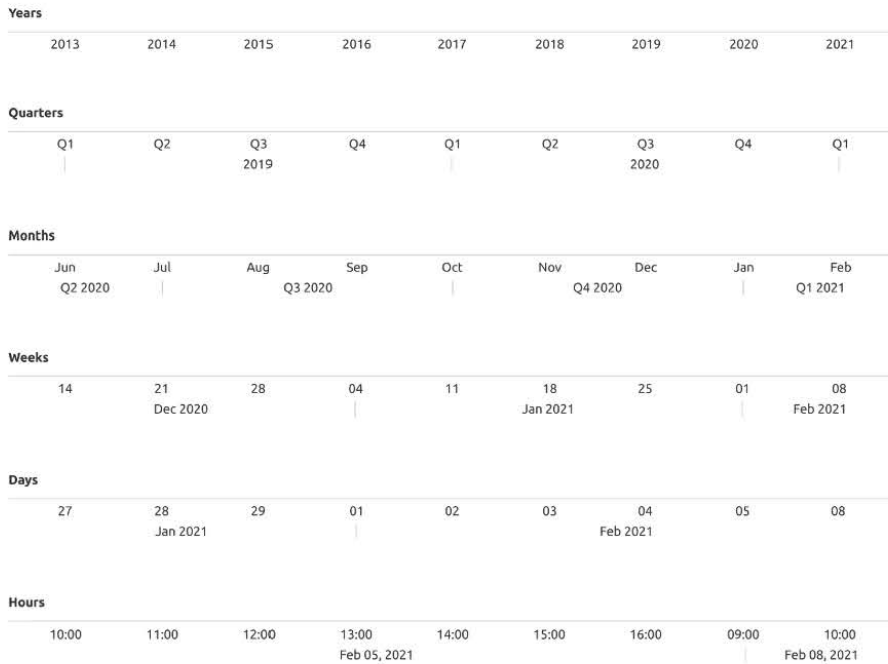 Years
2013 2014 2015 2016 2017 2018 2019 2020 2021
Quarters
Q1 Q2 Q3 Q4 Q1 Q2 Q3 Q4 Q1
2019 2020
Months
Jun Jul Aug Sep Oct Nov Dec Jan Feb
Q2 2020 Q3 2020 Q4 2020 Q1 2021
Weeks
14 21 28 04 11 18 25 01 08
Dec 2020 Jan 2021 Feb 2021
Days
27 28 29 01 02 03 04 05 08
Jan 2021 Feb 2021
Hours
10:00 11:00 12:00 13:00 14:00 15:00 16:00 09:00 10:00
Feb 05, 2021 Feb 08, 2021